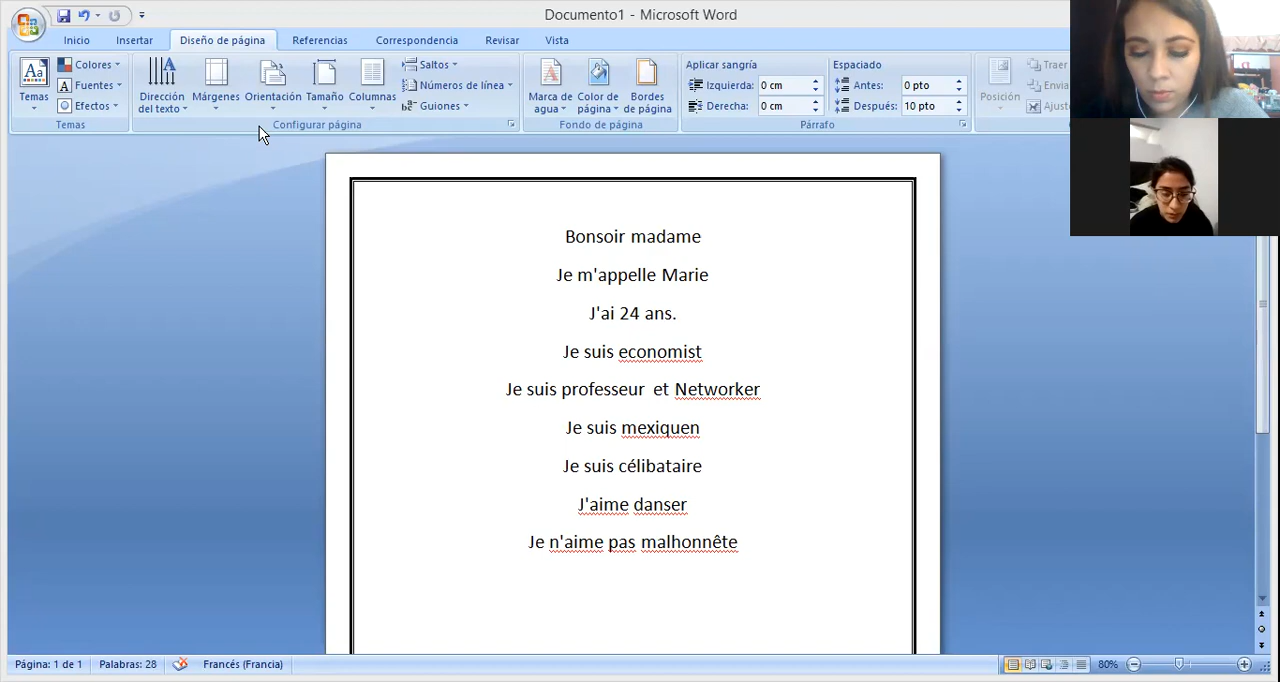 Documento1 - Microsoft Word
Inicio Insertar Diseño de página Referencias Correspondencia Revisar Vista
Temas
Colores
Fuentes
Efectos
Temas
Dirección del texto
Márgenes
Orientación
Tamaño
Columnas
Saltos
Números de línea
Guiones
Configurar página
Marca de agua
Color de página
Bordes de página
Fondo de página
Aplicar sangría
Izquierda: 0 cm
Derecha: 0 cm
Espaciado
Antes: 0 pto
Después: 10 pto
Párrafo
Posición
Traer
Envia
Ajust
Bonsoir madame
Je m'appelle Marie
J'ai 24 ans.
Je suis economist
Je suis professeur et Networker
Je suis mexiquen
Je suis célibataire
J'aime danser
Je n'aime pas malhonnête
Página: 1 de 1 Palabras: 28 Francés (Francia) 80%